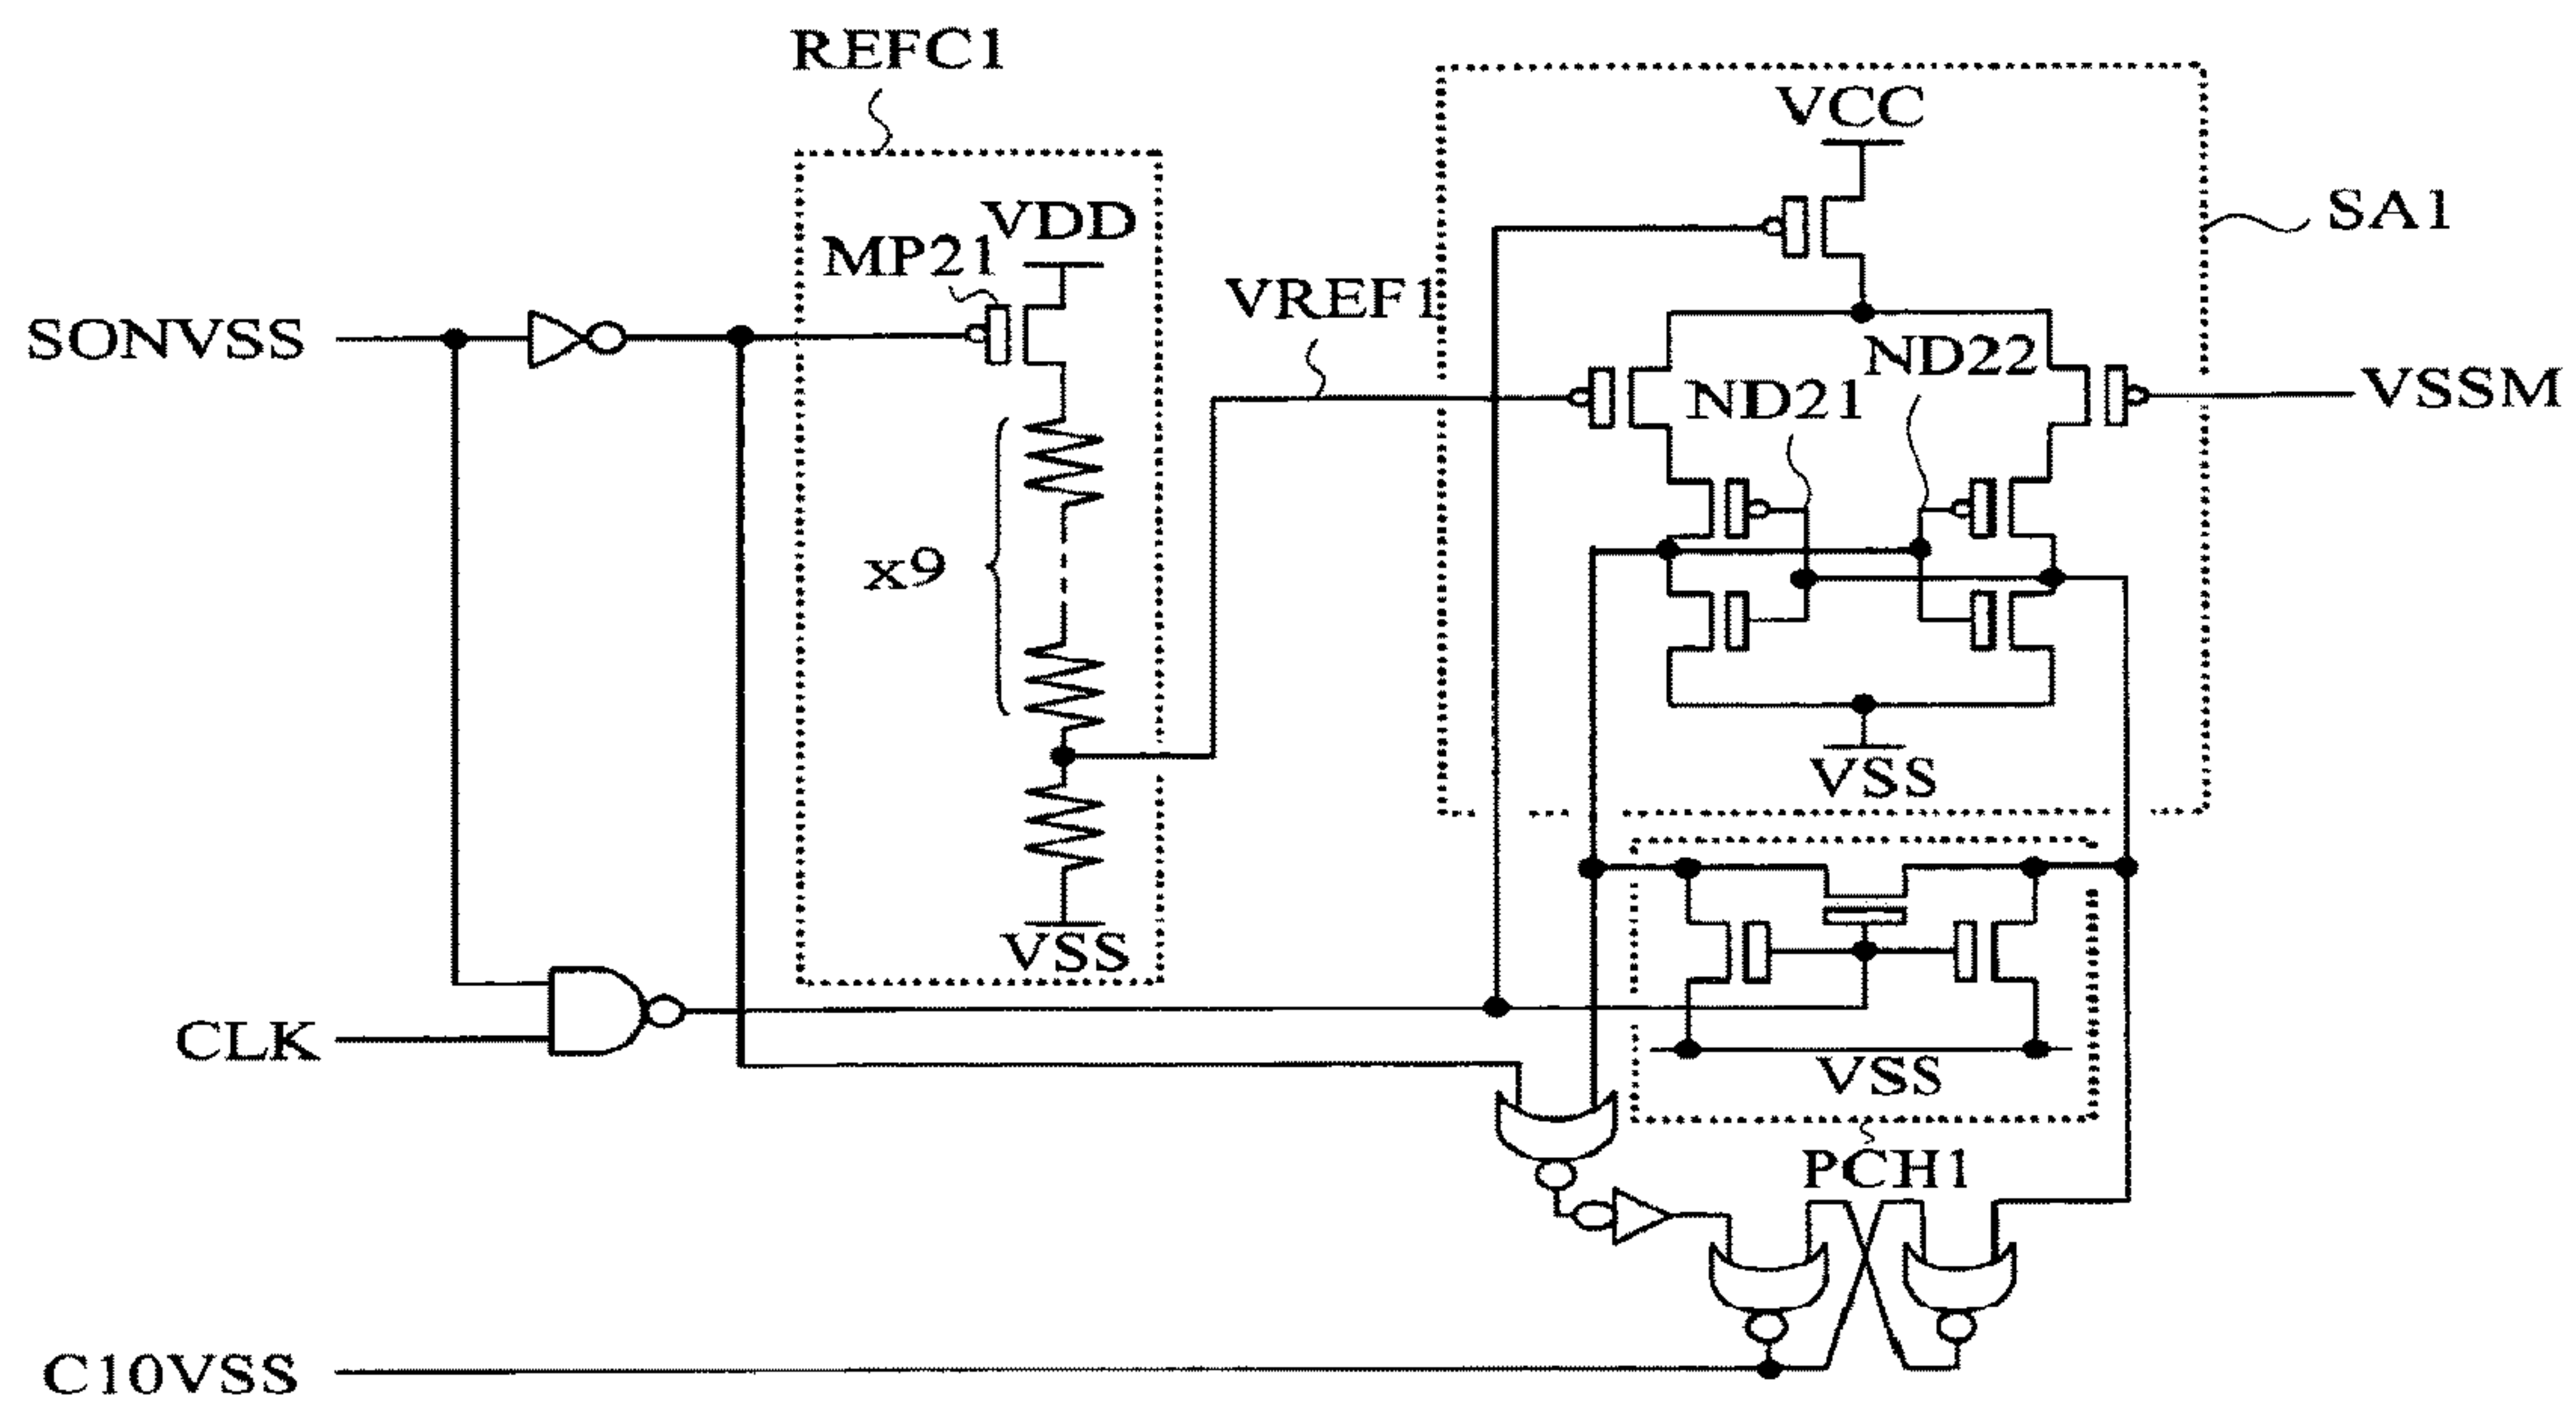 REFC1
VCC
SA1
VDD
MP21
VREF1
SONVSS
ND22
ND21
VSSM
x9
VSS
VSS
CLK
VSS
PCH1
C10VSS